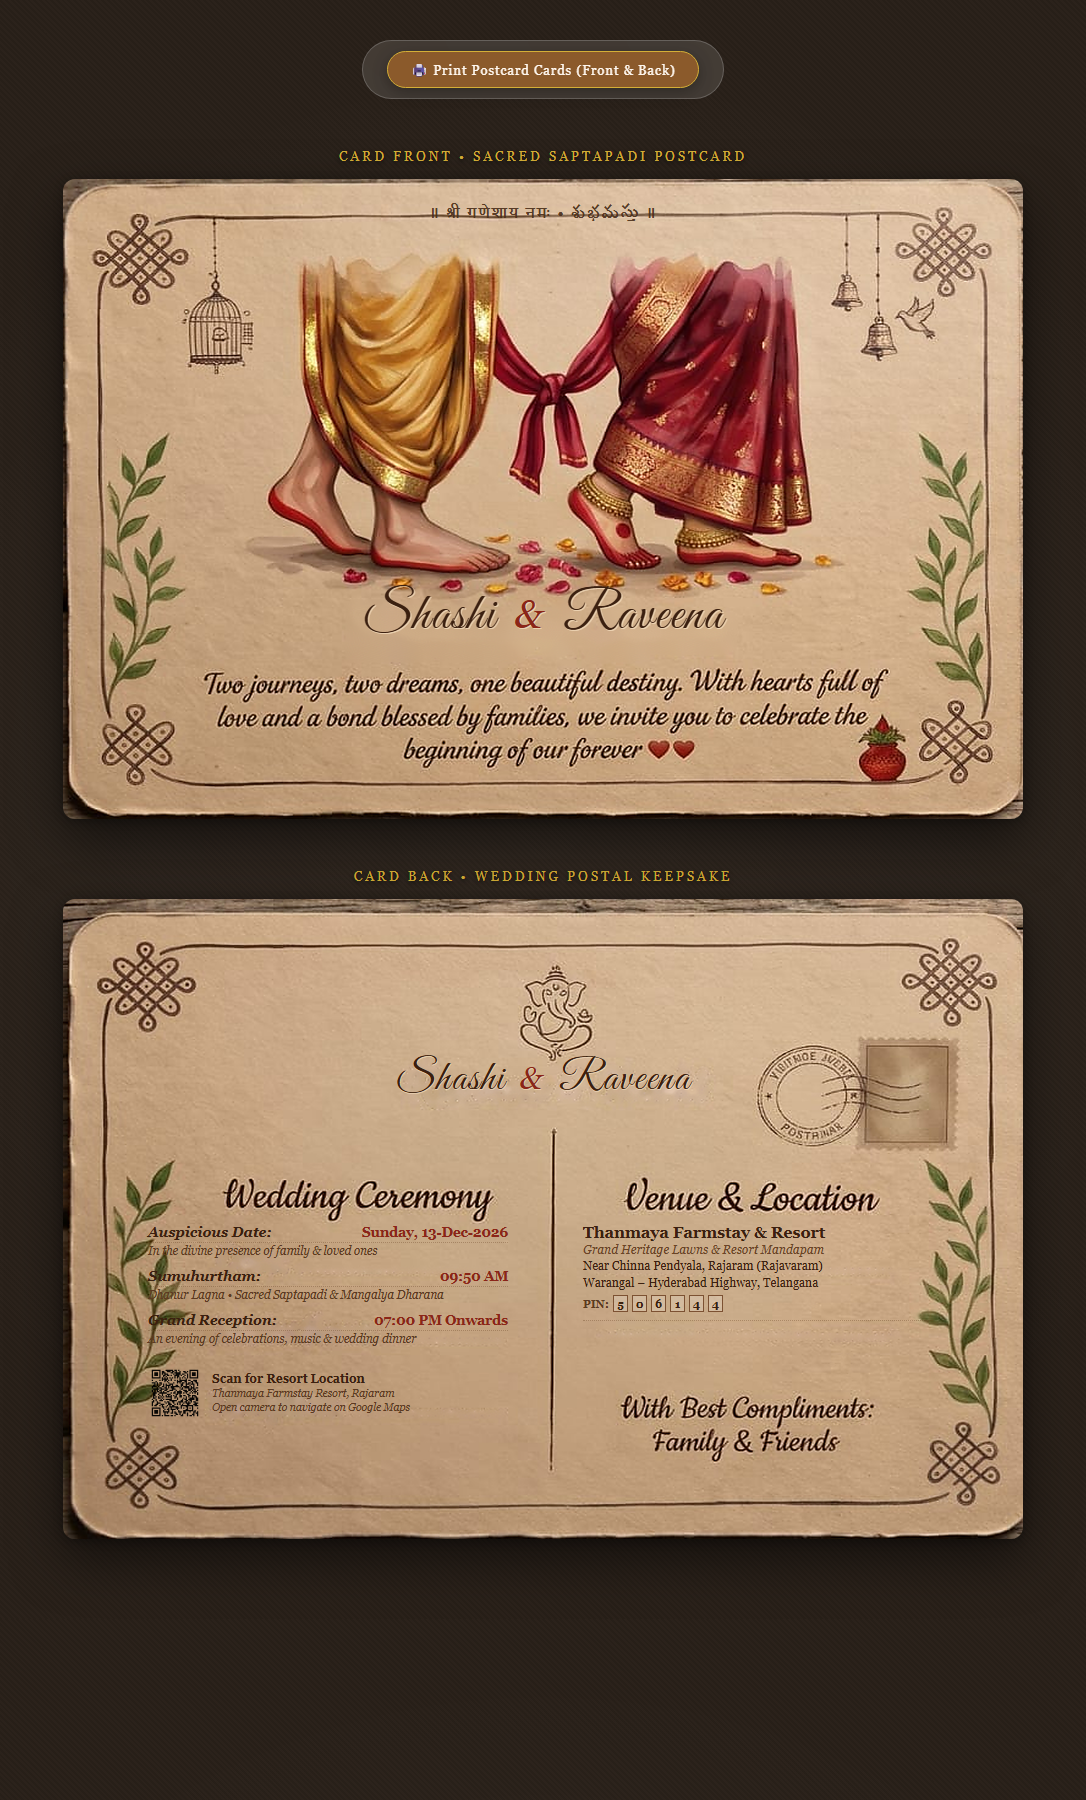 Print Postcard Cards (Front & Back)
CARD FRONT • SACRED SAPTAPADI POSTCARD
॥ श्री गणेशाय नमः • శుభమస్తు ॥
Shashi & Raveena
Two journeys, two dreams, one beautiful destiny. With hearts full of
love and a bond blessed by families, we invite you to celebrate the
beginning of our forever ❤❤
CARD BACK • WEDDING POSTAL KEEPSAKE
Shashi & Raveena
POSTHINAR
Wedding Ceremony
Auspicious Date: Sunday, 13-Dec-2026
In the divine presence of family & loved ones
Sumuhurtham: 09:50 AM
Dhanur Lagna • Sacred Saptapadi & Mangalya Dharana
Grand Reception: 07:00 PM Onwards
An evening of celebrations, music & wedding dinner
Scan for Resort Location
Thanmaya Farmstay Resort, Rajaram
Open camera to navigate on Google Maps
Venue & Location
Thanmaya Farmstay & Resort
Grand Heritage Lawns & Resort Mandapam
Near Chinna Pendyala, Rajaram (Rajavaram)
Warangal – Hyderabad Highway, Telangana
PIN: 5 0 6 1 4 4
With Best Compliments:
Family & Friends